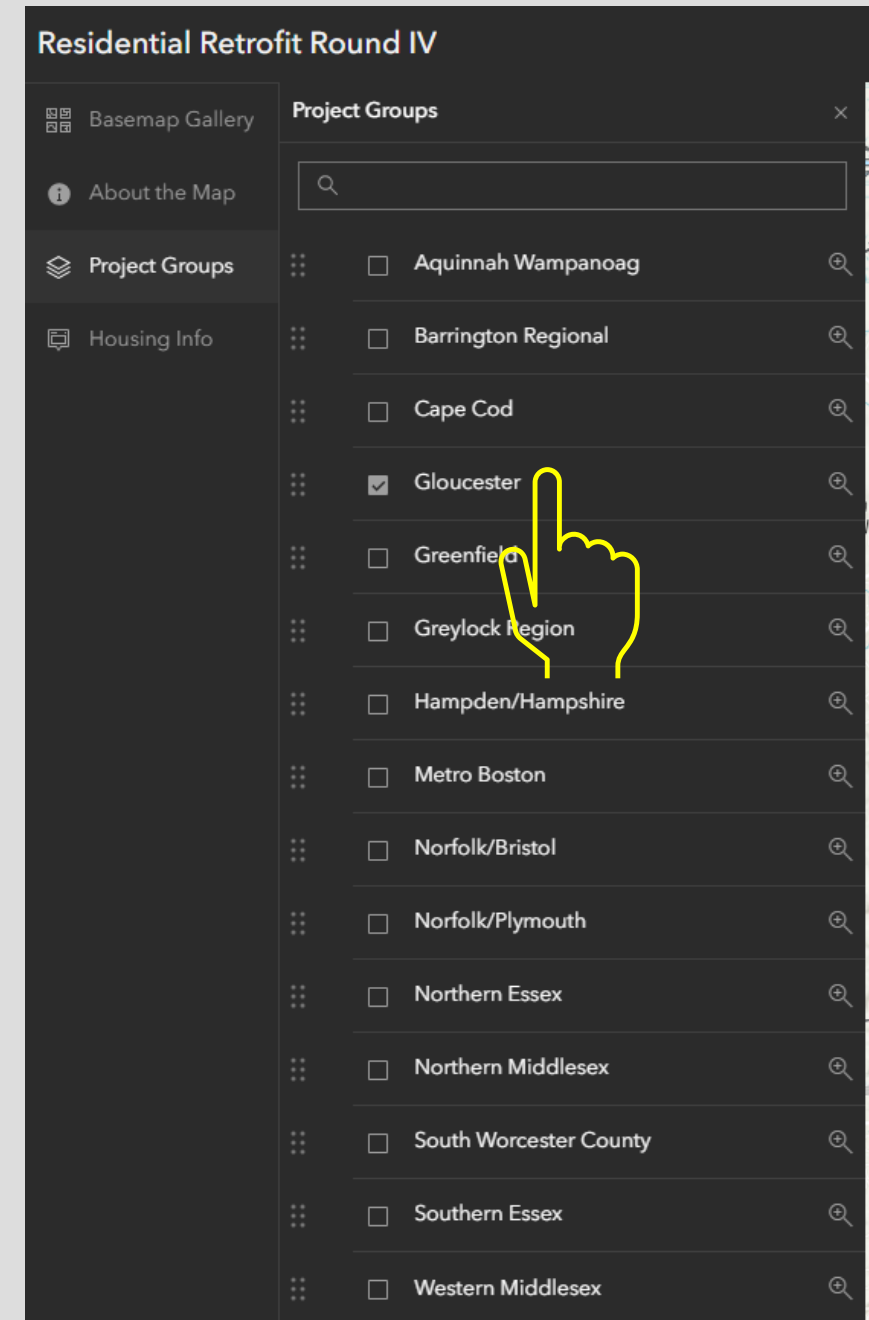 Residential Retrofit Round IV
Basemap Gallery
About the Map
Project Groups
Housing Info
Project Groups
Aquinnah Wampanoag
Barrington Regional
Cape Cod
Gloucester
Greenfield
Greylock Region
Hampden/Hampshire
Metro Boston
Norfolk/Bristol
Norfolk/Plymouth
Northern Essex
Northern Middlesex
South Worcester County
Southern Essex
Western Middlesex